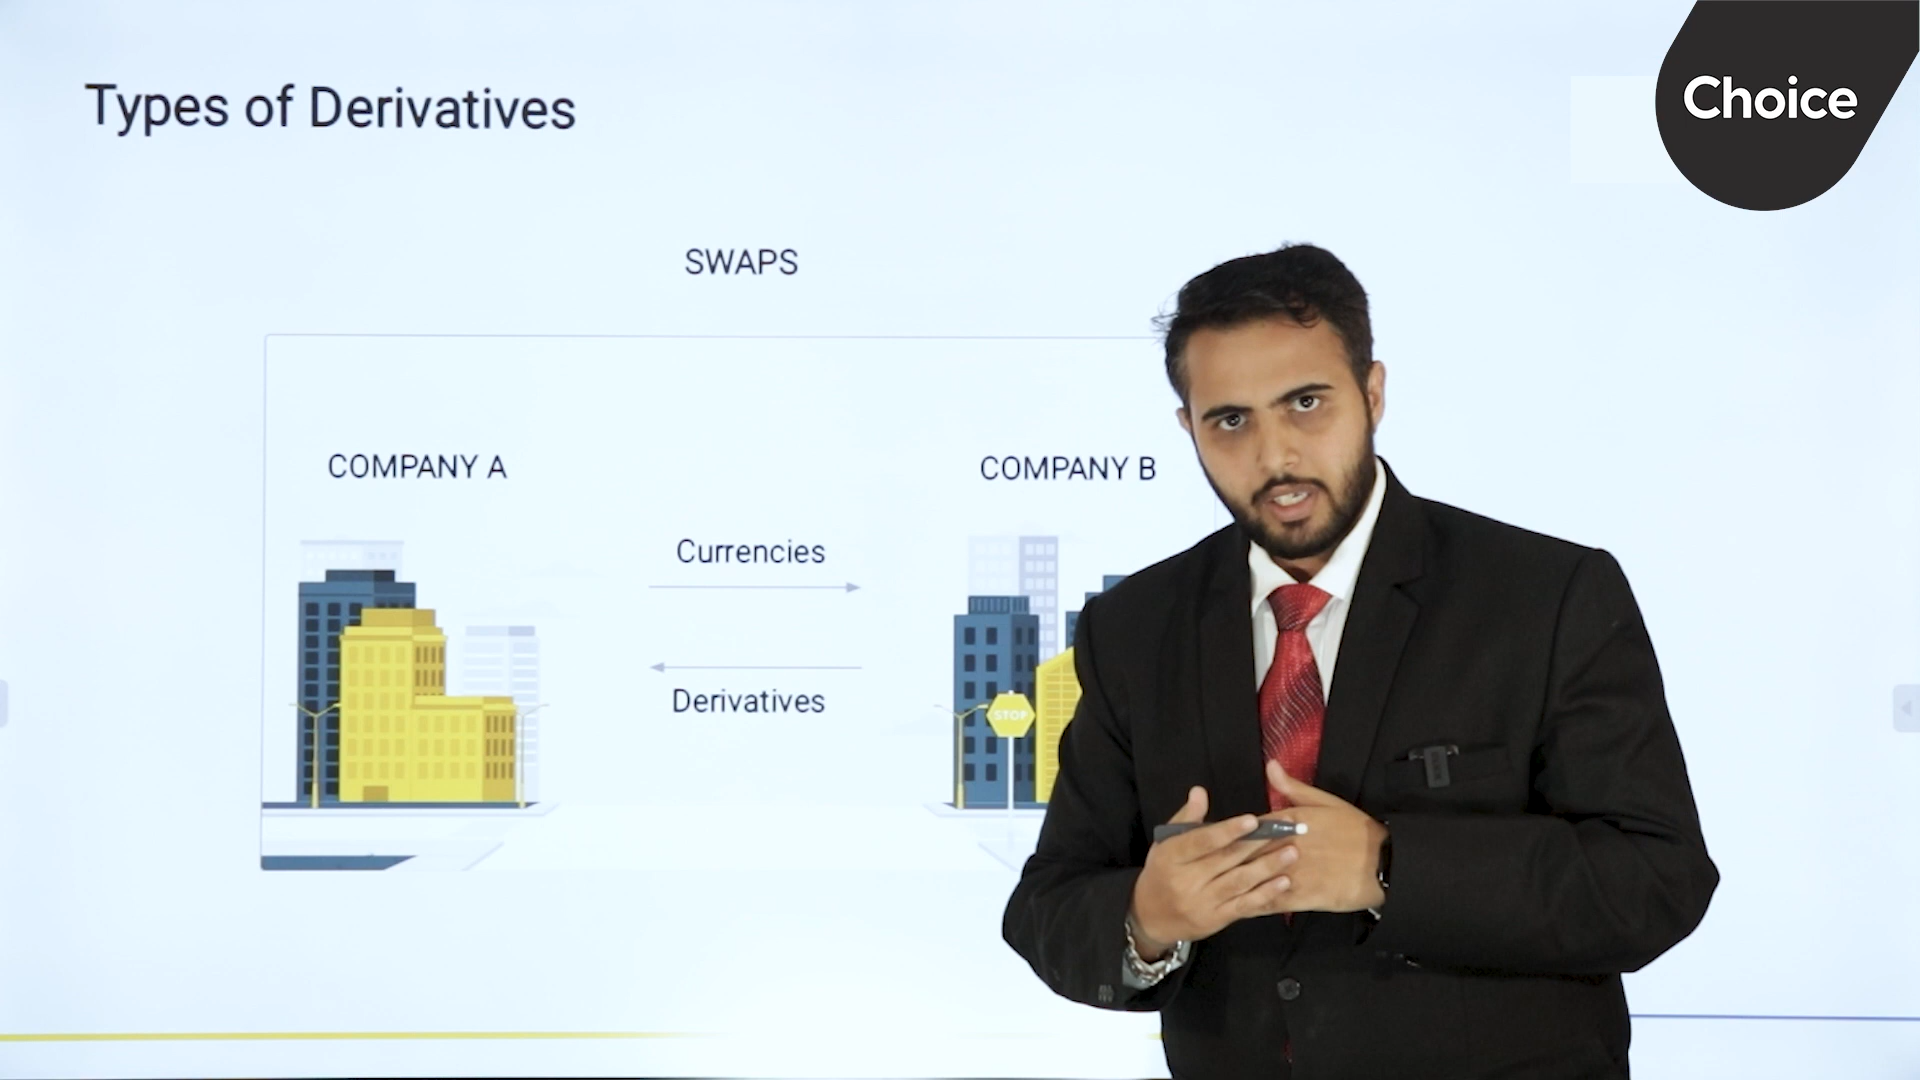 Choice
Types of Derivatives
SWAPS
COMPANY A
COMPANY B
Currencies
Derivatives
STOP